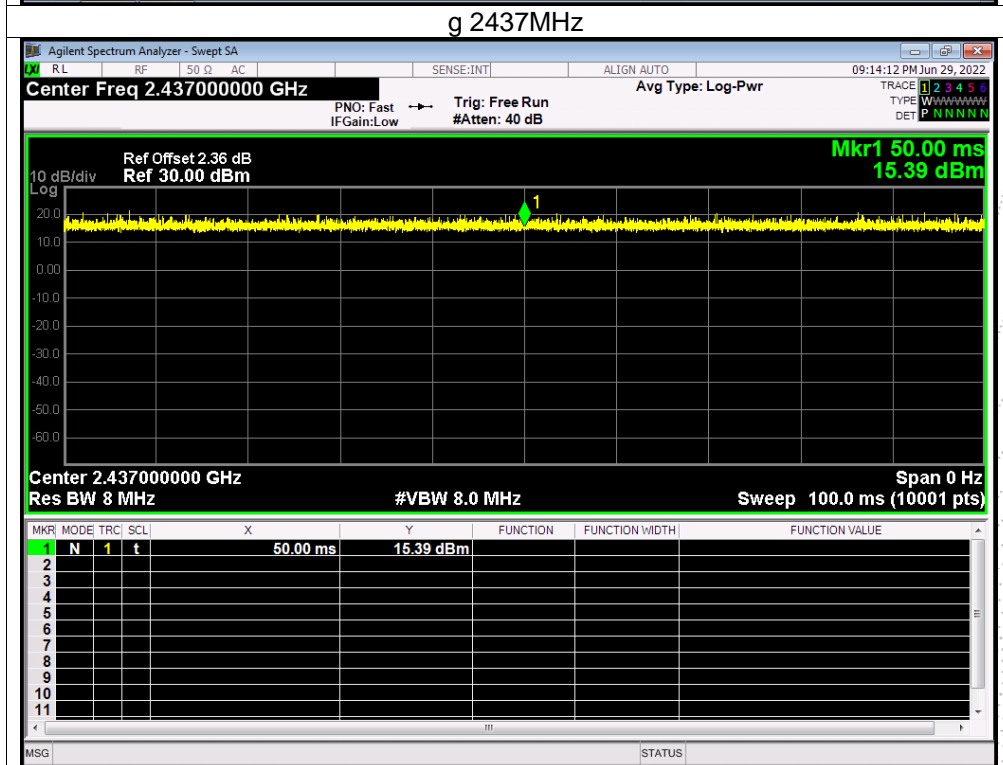 g 2437MHz
Agilent Spectrum Analyzer - Swept SA
LXI RL RF 50 Ω AC SENSE:INT ALIGN AUTO 09:14:12 PM Jun 29, 2022
Center Freq 2.437000000 GHz Avg Type: Log-Pwr TRACE 1 2 3 4 5 6
PNO: Fast Trig: Free Run TYPE WWWWWW
IFGain:Low #Atten: 40 dB DET P N N N N N
Mkr1 50.00 ms
Ref Offset 2.36 dB
10 dB/div Ref 30.00 dBm 15.39 dBm
Log
1
20.0
10.0
0.00
-10.0
-20.0
-30.0
-40.0
-50.0
-60.0
Center 2.437000000 GHz Span 0 Hz
Res BW 8 MHz #VBW 8.0 MHz Sweep 100.0 ms (10001 pts)
MKR MODE TRC SCL X Y FUNCTION FUNCTION WIDTH FUNCTION VALUE
1 N 1 t 50.00 ms 15.39 dBm
2
3
4
5
6
7
8
9
10
11
MSG STATUS